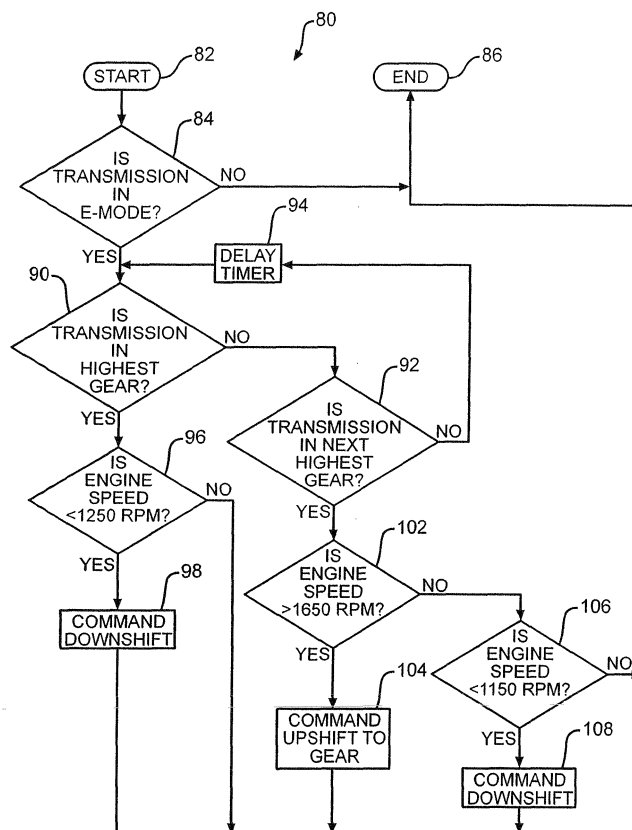 80
82
START
END
86
84
IS
TRANSMISSION
IN
E-MODE?
NO
YES
94
DELAY
TIMER
90
IS
TRANSMISSION
IN
HIGHEST
GEAR?
NO
YES
92
IS
TRANSMISSION
IN NEXT
HIGHEST
GEAR?
NO
YES
96
IS
ENGINE
SPEED
<1250 RPM?
NO
YES
98
COMMAND
DOWNSHIFT
102
IS
ENGINE
SPEED
>1650 RPM?
NO
YES
104
COMMAND
UPSHIFT TO
GEAR
106
IS
ENGINE
SPEED
<1150 RPM?
NO
YES
108
COMMAND
DOWNSHIFT